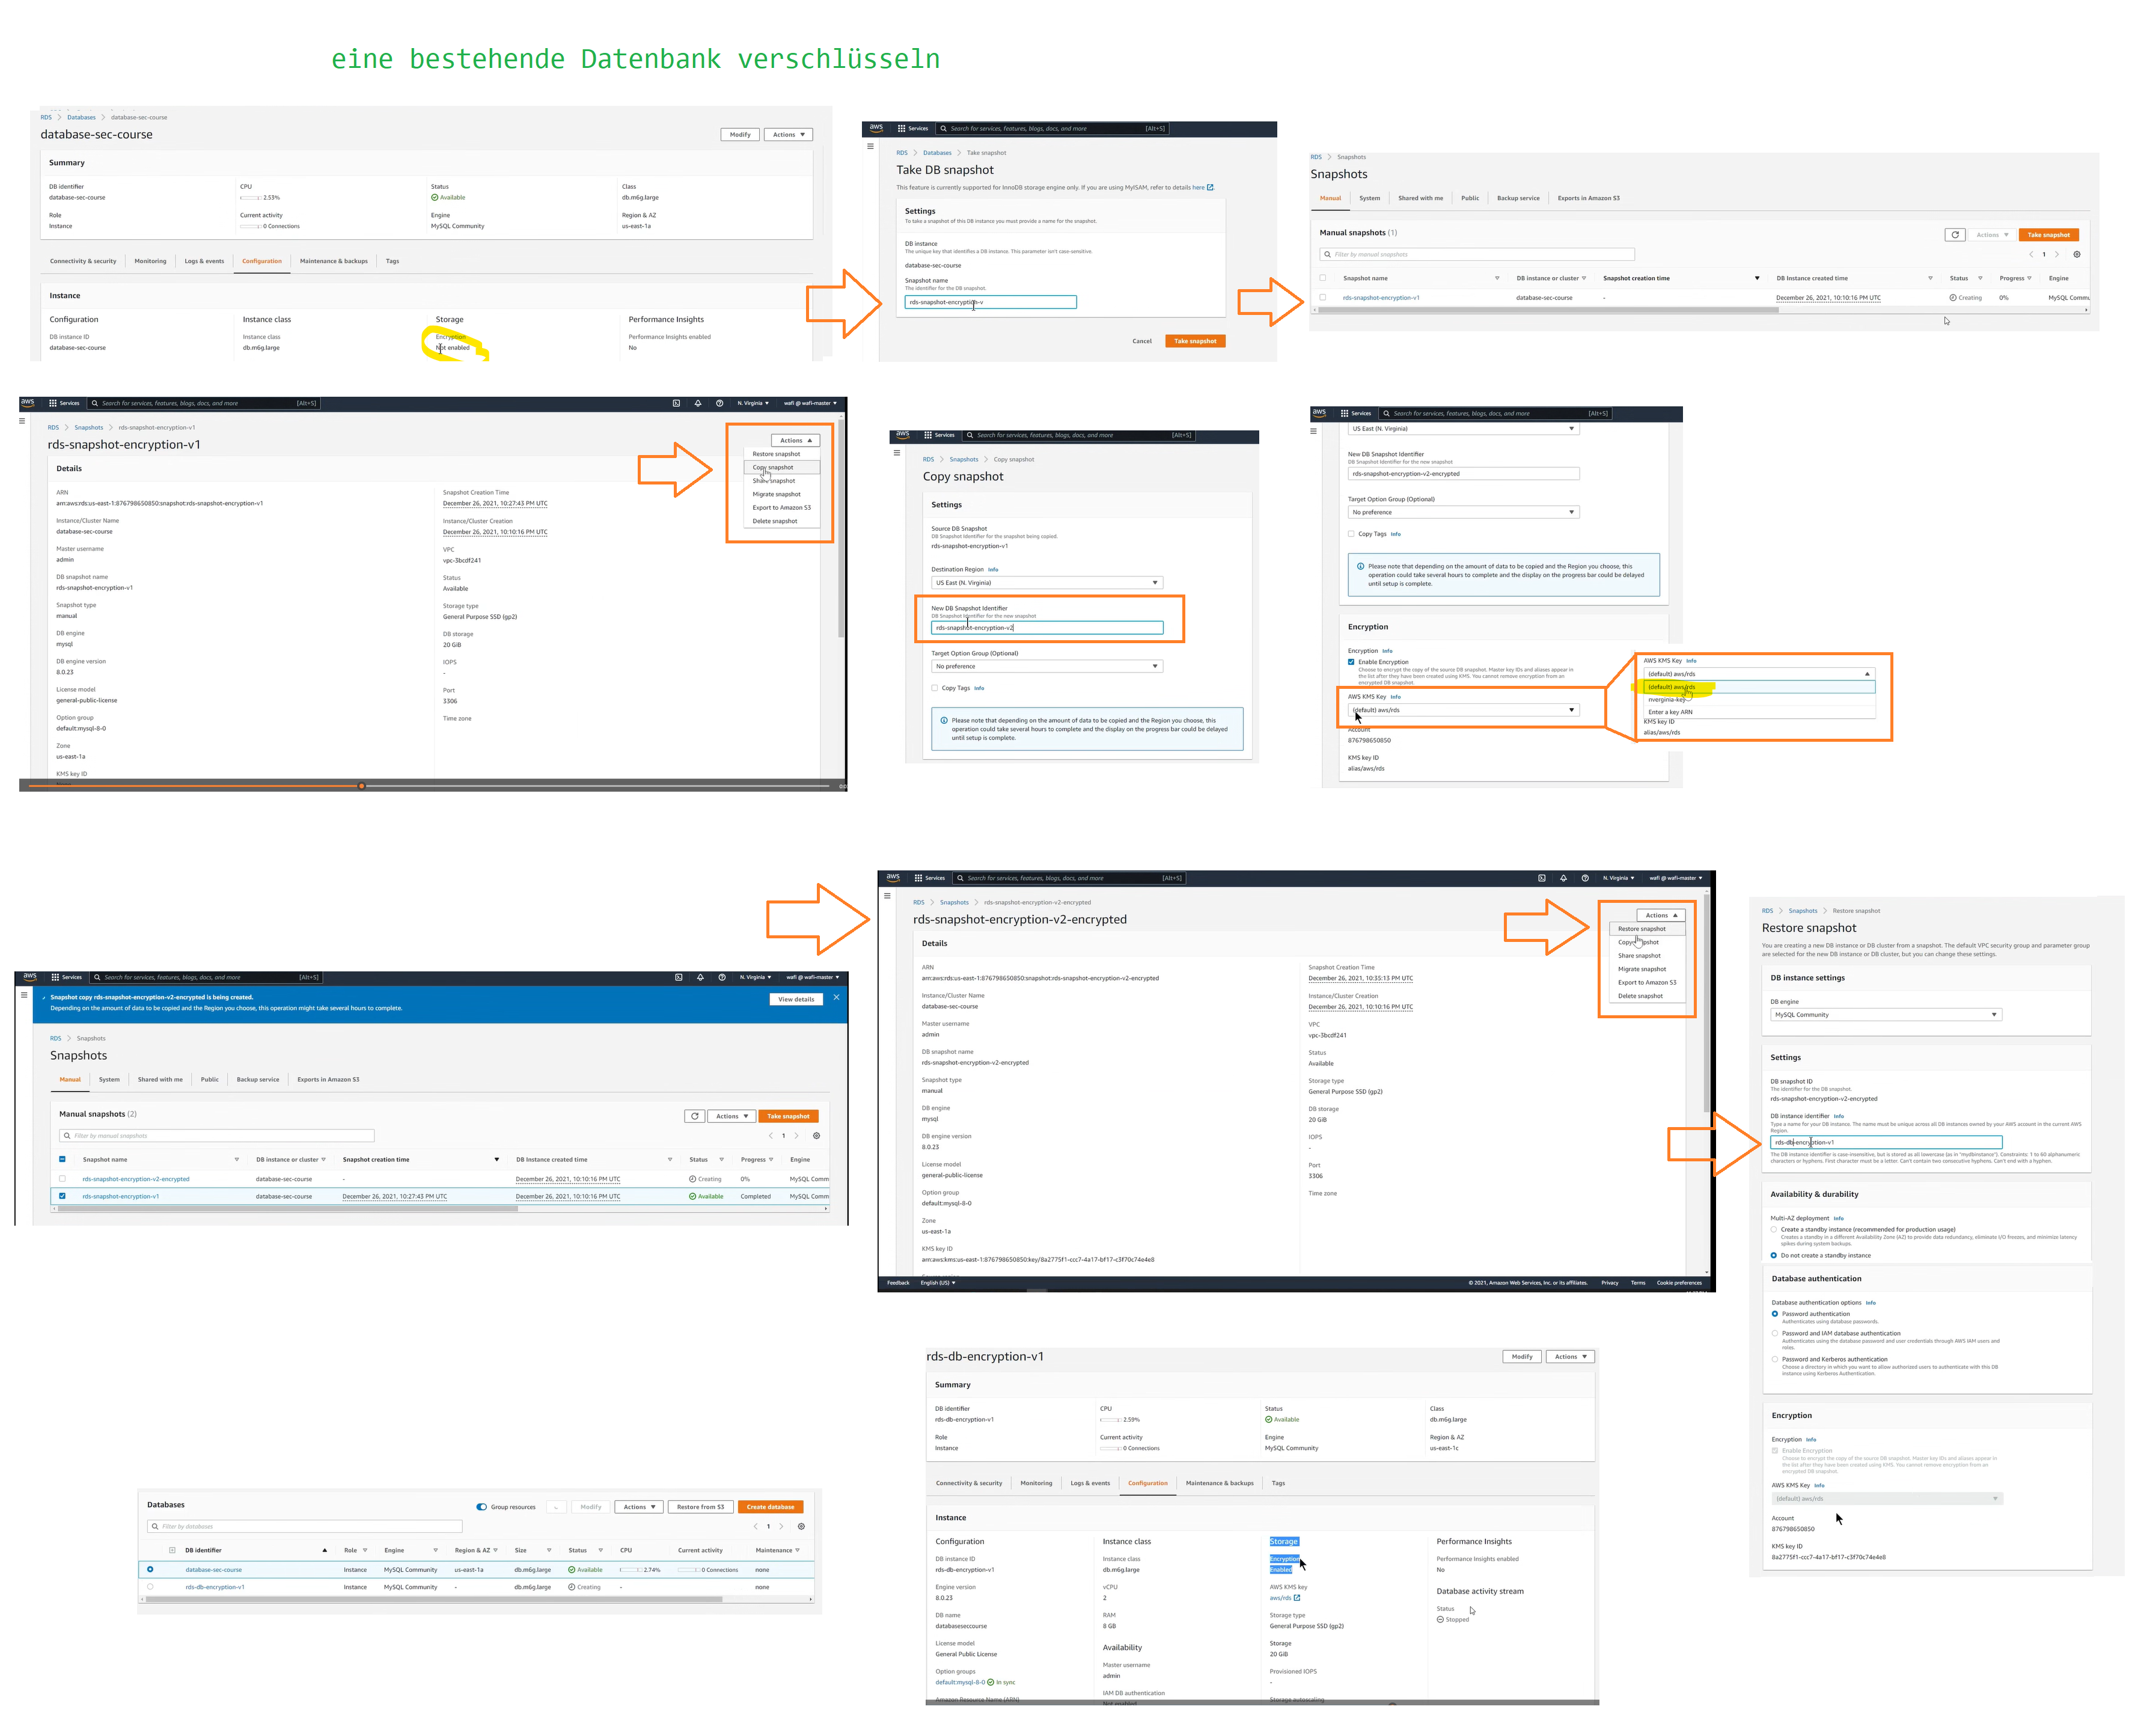 eine bestehende Datenbank verschlüsseln
RDS > Databases > database-sec-course
database-sec-course
Modify
Actions
Summary
DB identifier
database-sec-course
CPU
2.53%
Status
Available
Class
db.m6g.large
Role
Instance
Current activity
0 Connections
Engine
MySQL Community
Region & AZ
us-east-1a
Connectivity & security
Monitoring
Logs & events
Configuration
Maintenance & backups
Tags
Instance
Configuration
DB instance ID
database-sec-course
Instance class
Instance class
db.m6g.large
Storage
Encryption
Not enabled
Performance Insights
Performance Insights enabled
No
aws Services Search for services, features, blogs, docs, and more [Alt+S]
RDS > Databases > Take snapshot
Take DB snapshot
This feature is currently supported for InnoDB storage engine only. If you are using MyISAM, refer to details here
Settings
To take a snapshot of this DB instance you must provide a name for the snapshot.
DB instance
The unique key that identifies a DB instance. This parameter isn't case-sensitive.
database-sec-course
Snapshot name
The identifier for the DB snapshot.
rds-snapshot-encryption-v
Cancel
Take snapshot
RDS > Snapshots
Snapshots
Manual
System
Shared with me
Public
Backup service
Exports in Amazon S3
Manual snapshots (1)
Actions
Take snapshot
Filter by manual snapshots
1
Snapshot name
DB instance or cluster
Snapshot creation time
DB Instance created time
Status
Progress
Engine
rds-snapshot-encryption-v1
database-sec-course
-
December 26, 2021, 10:10:16 PM UTC
Creating
0%
MySQL Commu
aws Services Search for services, features, blogs, docs, and more [Alt+S]
N. Virginia
wafi @ wafi-master
RDS > Snapshots > rds-snapshot-encryption-v1
rds-snapshot-encryption-v1
Actions
Restore snapshot
Copy snapshot
Share snapshot
Migrate snapshot
Export to Amazon S3
Delete snapshot
Details
ARN
arn:aws:rds:us-east-1:876798650850:snapshot:rds-snapshot-encryption-v1
Instance/Cluster Name
database-sec-course
Master username
admin
DB snapshot name
rds-snapshot-encryption-v1
Snapshot type
manual
DB engine
mysql
DB engine version
8.0.23
License model
general-public-license
Option group
default:mysql-8-0
Zone
us-east-1a
KMS key ID
Snapshot Creation Time
December 26, 2021, 10:27:43 PM UTC
Instance/Cluster Creation
December 26, 2021, 10:10:16 PM UTC
VPC
vpc-3bcdf241
Status
Available
Storage type
General Purpose SSD (gp2)
DB storage
20 GiB
IOPS
-
Port
3306
Time zone
aws Services Search for services, features, blogs, docs, and more [Alt+S]
RDS > Snapshots > Copy snapshot
Copy snapshot
Settings
Source DB Snapshot
DB Snapshot Identifier for the snapshot being copied.
rds-snapshot-encryption-v1
Destination Region Info
US East (N. Virginia)
New DB Snapshot Identifier
DB Snapshot Identifier for the new snapshot
rds-snapshot-encryption-v2
Target Option Group (Optional)
No preference
Copy Tags Info
Please note that depending on the amount of data to be copied and the Region you choose, this
operation could take several hours to complete and the display on the progress bar could be delayed
until setup is complete.
aws Services Search for services, features, blogs, docs, and more [Alt+S]
US East (N. Virginia)
New DB Snapshot Identifier
DB Snapshot Identifier for the new snapshot
rds-snapshot-encryption-v2-encrypted
Target Option Group (Optional)
No preference
Copy Tags Info
Please note that depending on the amount of data to be copied and the Region you choose, this
operation could take several hours to complete and the display on the progress bar could be delayed
until setup is complete.
Encryption
Encryption Info
Enable Encryption
Choose to encrypt the copy of the source DB snapshot. Master key IDs and aliases appear in
the list after they have been created using KMS. You cannot remove encryption from an
encrypted DB snapshot.
AWS KMS Key Info
(default) aws/rds
Account
876798650850
KMS key ID
alias/aws/rds
AWS KMS Key Info
(default) aws/rds
(default) aws/rds
Enter a key ARN
KMS key ID
alias/aws/rds
aws Services Search for services, features, blogs, docs, and more [Alt+S]
N. Virginia
wafi @ wafi-master
Snapshot copy rds-snapshot-encryption-v2-encrypted is being created.
Depending on the amount of data to be copied and the Region you choose, this operation might take several hours to complete.
View details
RDS > Snapshots
Snapshots
Manual
System
Shared with me
Public
Backup service
Exports in Amazon S3
Manual snapshots (2)
Actions
Take snapshot
Filter by manual snapshots
1
Snapshot name
DB instance or cluster
Snapshot creation time
DB Instance created time
Status
Progress
Engine
rds-snapshot-encryption-v2-encrypted
database-sec-course
-
December 26, 2021, 10:10:16 PM UTC
Creating
0%
MySQL Comm
rds-snapshot-encryption-v1
database-sec-course
December 26, 2021, 10:27:43 PM UTC
December 26, 2021, 10:10:16 PM UTC
Available
Completed
MySQL Comm
aws Services Search for services, features, blogs, docs, and more [Alt+S]
N. Virginia
wafi @ wafi-master
RDS > Snapshots > rds-snapshot-encryption-v2-encrypted
rds-snapshot-encryption-v2-encrypted
Actions
Restore snapshot
Copy snapshot
Share snapshot
Migrate snapshot
Export to Amazon S3
Delete snapshot
Details
ARN
arn:aws:rds:us-east-1:876798650850:snapshot:rds-snapshot-encryption-v2-encrypted
Instance/Cluster Name
database-sec-course
Master username
admin
DB snapshot name
rds-snapshot-encryption-v2-encrypted
Snapshot type
manual
DB engine
mysql
DB engine version
8.0.23
License model
general-public-license
Option group
default:mysql-8-0
Zone
us-east-1a
KMS key ID
arn:aws:kms:us-east-1:876798650850:key/8a2775f1-ccc7-4a17-bf17-c3f70c74e4e8
Snapshot Creation Time
December 26, 2021, 10:35:13 PM UTC
Instance/Cluster Creation
December 26, 2021, 10:10:16 PM UTC
VPC
vpc-3bcdf241
Status
Available
Storage type
General Purpose SSD (gp2)
DB storage
20 GiB
IOPS
-
Port
3306
Time zone
Feedback
English (US)
© 2021, Amazon Web Services, Inc. or its affiliates.
Privacy
Terms
Cookie preferences
RDS > Snapshots > Restore snapshot
Restore snapshot
You are creating a new DB instance or DB cluster from a snapshot. The default VPC security group and parameter group
are selected for the new DB instance or DB cluster, but you can change these settings.
DB instance settings
DB engine
MySQL Community
Settings
DB snapshot ID
The identifier for the DB snapshot.
rds-snapshot-encryption-v2-encrypted
DB instance identifier Info
Type a name for your DB instance. The name must be unique across all DB instances owned by your AWS account in the current AWS
Region.
rds-db-encryption-v1
The DB instance identifier is case-insensitive, but is stored as all lowercase (as in "mydbinstance"). Constraints: 1 to 60 alphanumeric
characters or hyphens. First character must be a letter. Can't contain two consecutive hyphens. Can't end with a hyphen.
Availability & durability
Multi-AZ deployment Info
Create a standby instance (recommended for production usage)
Creates a standby in a different Availability Zone (AZ) to provide data redundancy, eliminate I/O freezes, and minimize latency
spikes during system backups.
Do not create a standby instance
Database authentication
Database authentication options Info
Password authentication
Authenticates using database passwords.
Password and IAM database authentication
Authenticates using the database password and user credentials through AWS IAM users and
roles.
Password and Kerberos authentication
Choose a directory in which you want to allow authorized users to authenticate with this DB
instance using Kerberos Authentication.
Encryption
Encryption Info
Enable Encryption
Choose to encrypt the copy of the source DB snapshot. Master key IDs and aliases appear in
the list after they have been created using KMS. You cannot remove encryption from an
encrypted DB snapshot.
AWS KMS Key Info
(default) aws/rds
Account
876798650850
KMS key ID
8a2775f1-ccc7-4a17-bf17-c3f70c74e4e8
Databases
Group resources
Modify
Actions
Restore from S3
Create database
Filter by databases
1
DB identifier
Role
Engine
Region & AZ
Size
Status
CPU
Current activity
Maintenance
database-sec-course
Instance
MySQL Community
us-east-1a
db.m6g.large
Available
2.74%
0 Connections
none
rds-db-encryption-v1
Instance
MySQL Community
-
db.m6g.large
Creating
-
none
rds-db-encryption-v1
Modify
Actions
Summary
DB identifier
rds-db-encryption-v1
CPU
2.59%
Status
Available
Class
db.m6g.large
Role
Instance
Current activity
0 Connections
Engine
MySQL Community
Region & AZ
us-east-1c
Connectivity & security
Monitoring
Logs & events
Configuration
Maintenance & backups
Tags
Instance
Configuration
DB instance ID
rds-db-encryption-v1
Engine version
8.0.23
DB name
databaseseccourse
License model
General Public License
Option groups
default:mysql-8-0 In sync
Amazon Resource Name (ARN)
Instance class
Instance class
db.m6g.large
vCPU
2
RAM
8 GB
Availability
Master username
admin
IAM DB authentication
Not enabled
Storage
Encryption
Enabled
AWS KMS key
aws/rds
Storage type
General Purpose SSD (gp2)
Storage
20 GiB
Provisioned IOPS
-
Storage autoscaling
Performance Insights
Performance Insights enabled
No
Database activity stream
Status
Stopped